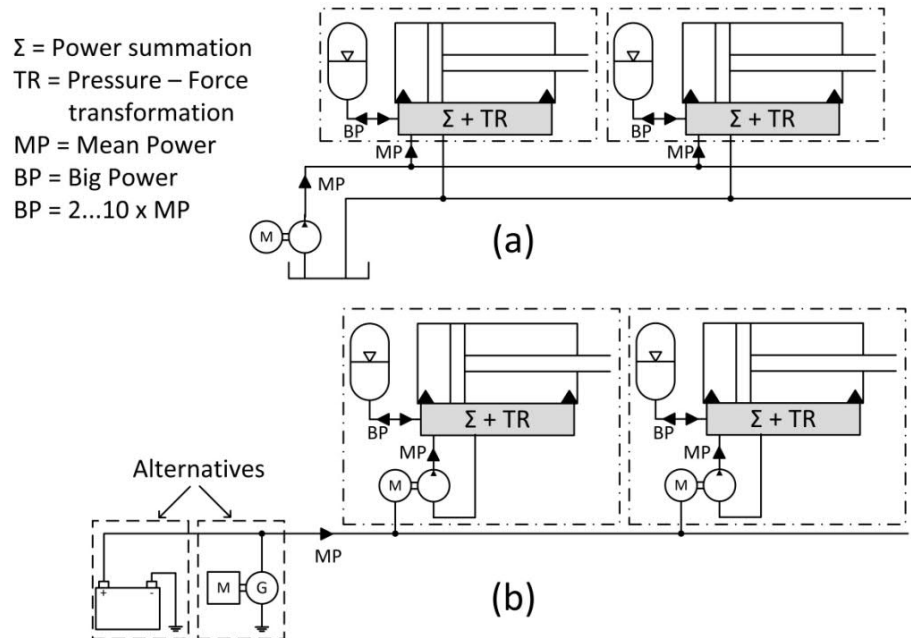 Σ = Power summation
TR = Pressure – Force
transformation
MP = Mean Power
BP = Big Power
BP = 2...10 x MP
BP
Σ + TR
MP
BP
Σ + TR
MP
MP
M
(a)
BP
Σ + TR
MP
M
BP
Σ + TR
MP
M
Alternatives
MP
+ -
M G
(b)